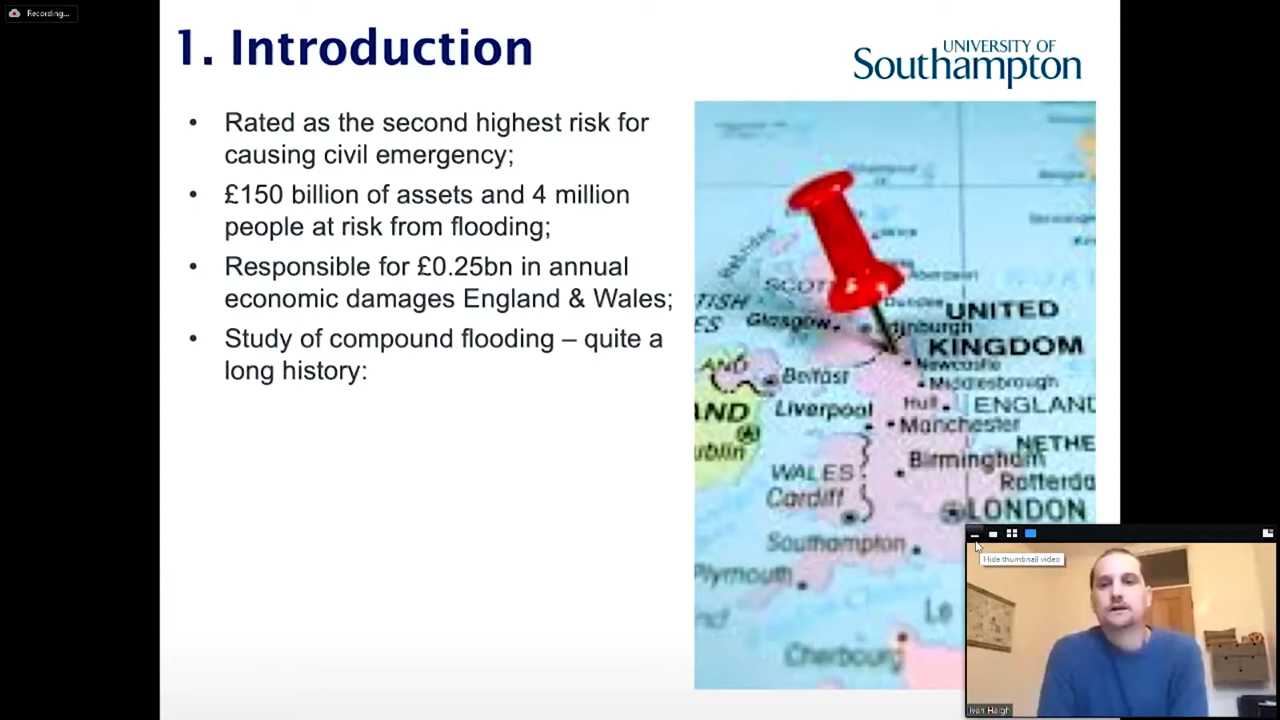 Recording...
1. Introduction
UNIVERSITY OF
Southampton
• Rated as the second highest risk for
causing civil emergency;
• £150 billion of assets and 4 million
people at risk from flooding;
• Responsible for £0.25bn in annual
economic damages England & Wales;
• Study of compound flooding – quite a
long history:
Hebrides
SCOT
Aberdeen
TISH
ES
Dundee
UNITED
Glasgow
Edinburgh
KINGDOM
AND
Newcastle
Belfast
Middlesbrough
Hull
ENGLAND
AND
Liverpool
Manchester
ublin
NETHE
Birmingham
WALES
Rotterda
Cardiff
LONDON
Southampton
Plymouth
nd
Le
Cherbourg
Hide thumbnail video
Ivan Haigh